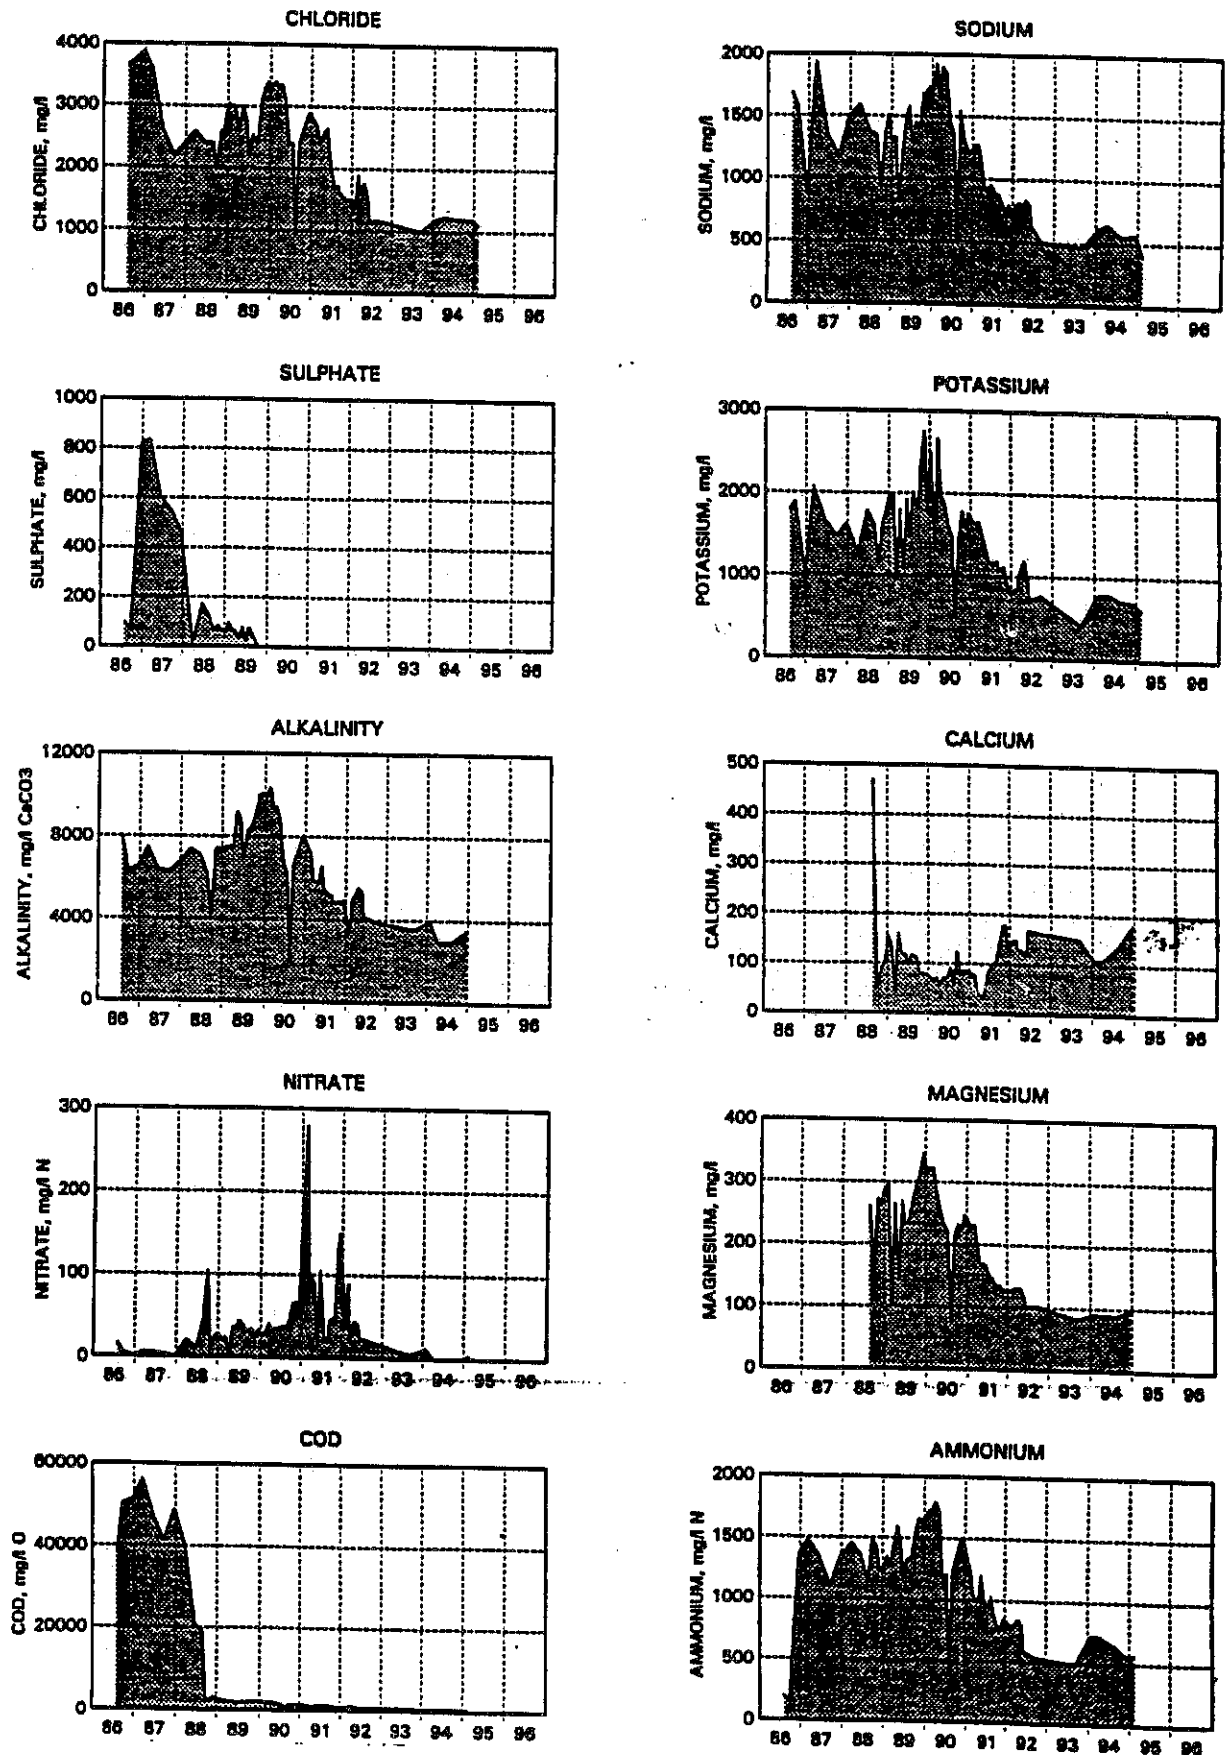 CHLORIDE
CHLORIDE, mg/l
4000
3000
2000
1000
0
86 87 88 89 90 91 92 93 94 95 96
SODIUM
SODIUM, mg/l
2000
1500
1000
500
0
86 87 88 89 90 91 92 93 94 95 96
SULPHATE
SULPHATE, mg/l
1000
800
600
400
200
0
86 87 88 89 90 91 92 93 94 95 96
POTASSIUM
POTASSIUM, mg/l
3000
2000
1000
0
86 87 88 89 90 91 92 93 94 95 96
ALKALINITY
ALKALINITY, mg/l CaCO3
12000
8000
4000
0
86 87 88 89 90 91 92 93 94 95 96
CALCIUM
CALCIUM, mg/l
500
400
300
200
100
0
86 87 88 89 90 91 92 93 94 95 96
NITRATE
NITRATE, mg/l N
300
200
100
0
86 87 88 89 90 91 92 93 94 95 96
MAGNESIUM
MAGNESIUM, mg/l
400
300
200
100
0
86 87 88 89 90 91 92 93 94 95 96
COD
COD, mg/l O
60000
40000
20000
0
86 87 88 89 90 91 92 93 94 95 96
AMMONIUM
AMMONIUM, mg/l N
2000
1500
1000
500
0
86 87 88 89 90 91 92 93 94 95 96